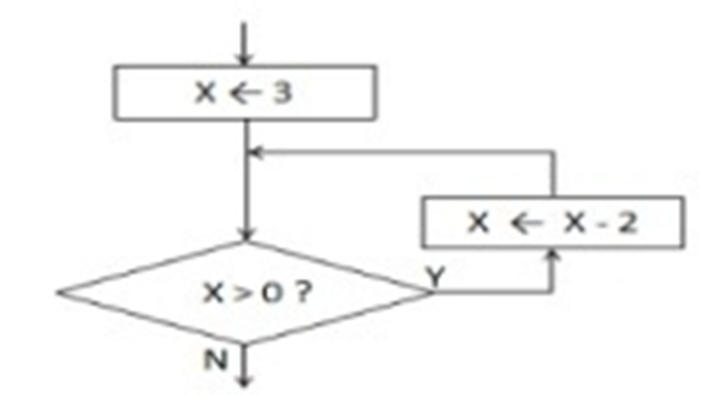 X ← 3
X ← X - 2
Y
X > 0 ?
N